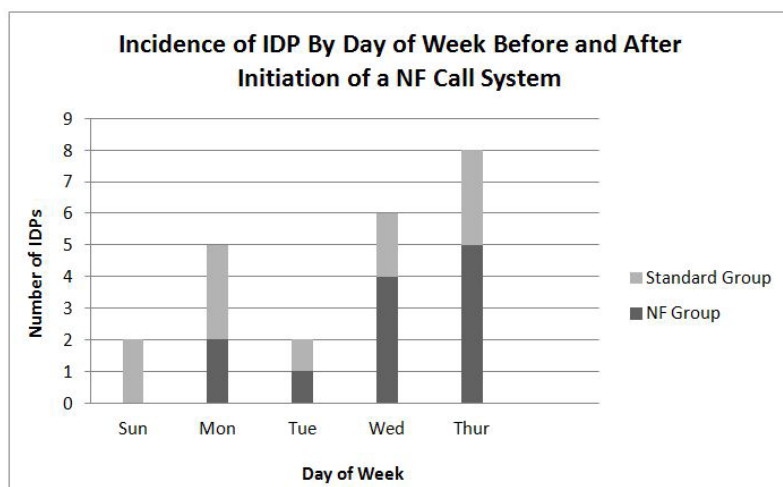 Incidence of IDP By Day of Week Before and After
Initiation of a NF Call System
9
8
7
6
5
4
3
2
1
0
Number of IDPs
Sun Mon Tue Wed Thur
Day of Week
Standard Group
NF Group